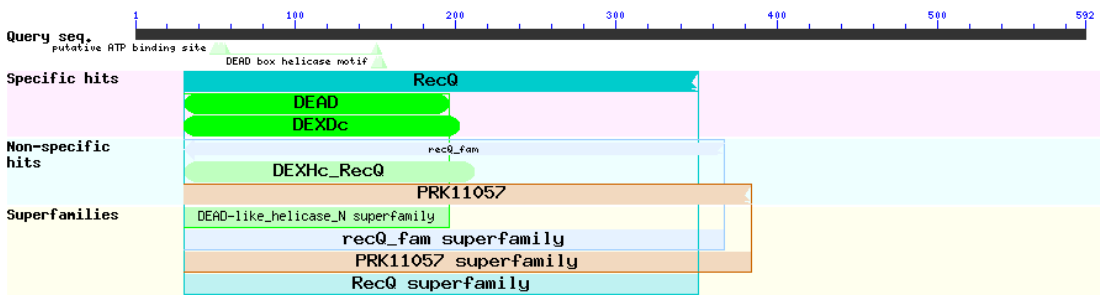 1 100 200 300 400 500 592
Query seq.
putative ATP binding site
DEAD box helicase motif
Specific hits RecQ
DEAD
DEXDc
Non-specific hits recQ_fam
DEXHc_RecQ
PRK11057
Superfamilies DEAD-like_helicase_N superfamily
recQ_fam superfamily
PRK11057 superfamily
RecQ superfamily